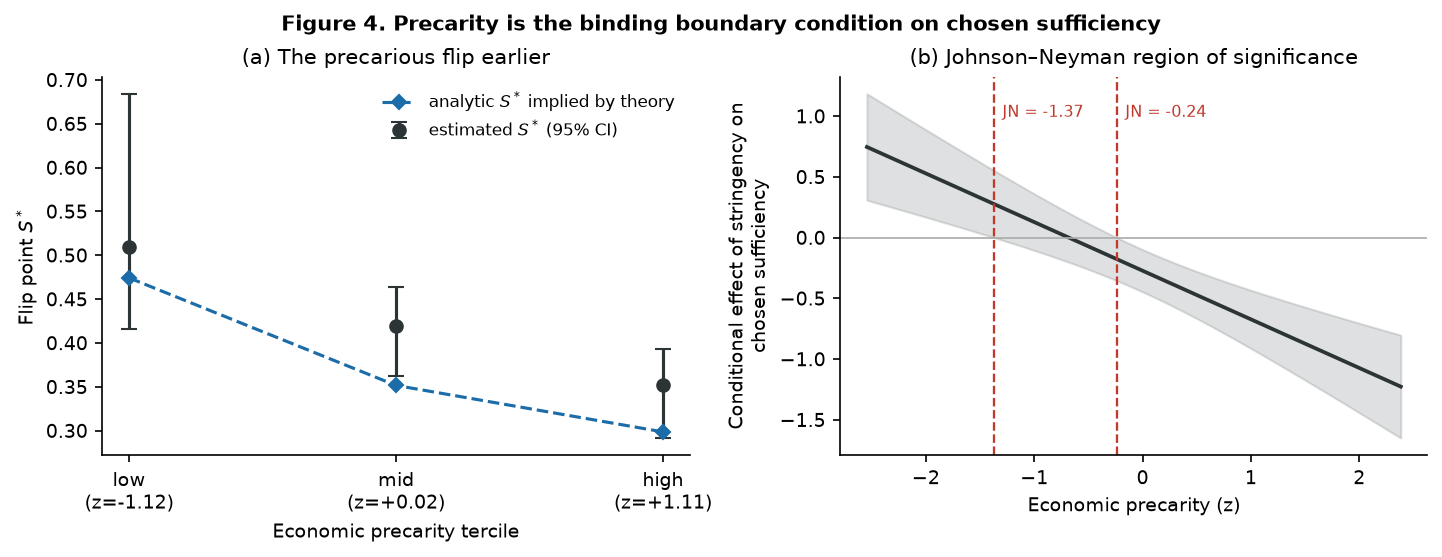 Figure 4. Precarity is the binding boundary condition on chosen sufficiency
(a) The precarious flip earlier
analytic S* implied by theory
estimated S* (95% CI)
Flip point S*
0.70
0.65
0.60
0.55
0.50
0.45
0.40
0.35
0.30
low
(z=-1.12)
mid
(z=+0.02)
high
(z=+1.11)
Economic precarity tercile
(b) Johnson–Neyman region of significance
JN = -1.37
JN = -0.24
Conditional effect of stringency on
chosen sufficiency
1.0
0.5
0.0
−0.5
−1.0
−1.5
−2
−1
0
1
2
Economic precarity (z)